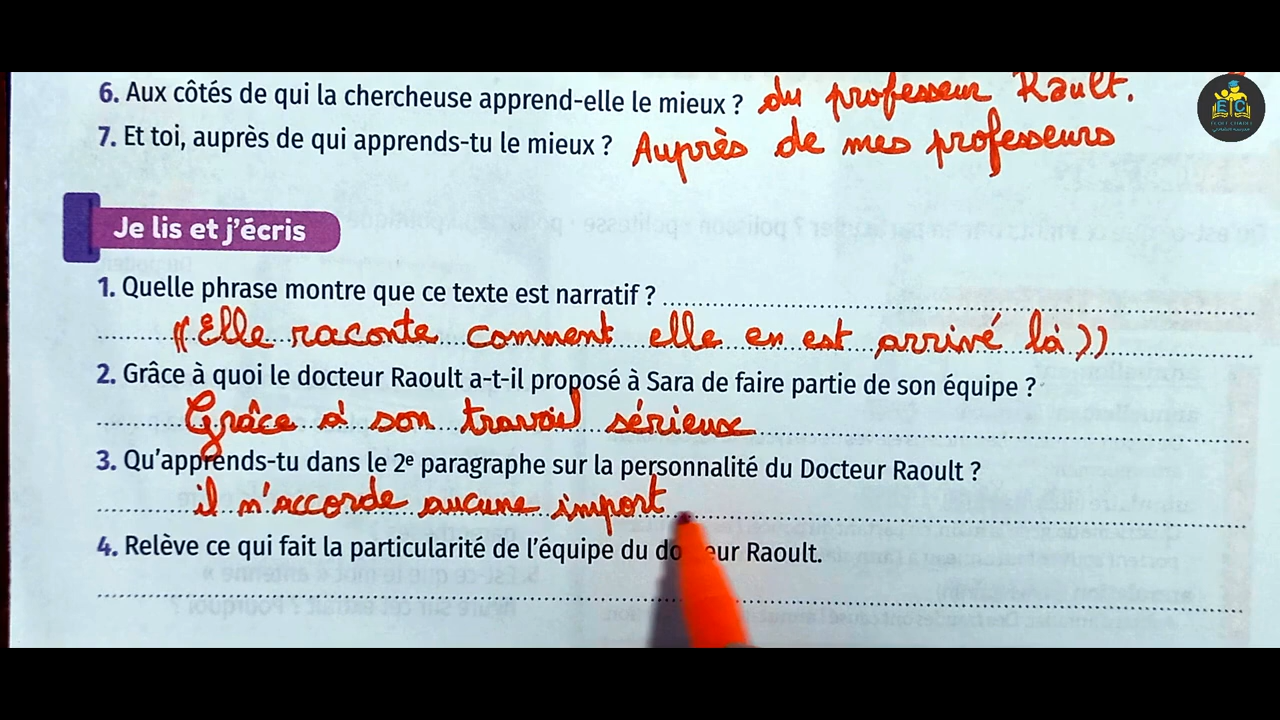 6. Aux côtés de qui la chercheuse apprend-elle le mieux ? du professeur Rault.
7. Et toi, auprès de qui apprends-tu le mieux ? Auprès de mes professeurs
EC
Je lis et j'écris
1. Quelle phrase montre que ce texte est narratif ?
((Elle raconte comment elle en est arrivé là))
2. Grâce à quoi le docteur Raoult a-t-il proposé à Sara de faire partie de son équipe ?
Grâce à son travail sérieux
3. Qu'apprends-tu dans le 2e paragraphe sur la personnalité du Docteur Raoult ?
il n'accorde aucune import
4. Relève ce qui fait la particularité de l'équipe du do eur Raoult.